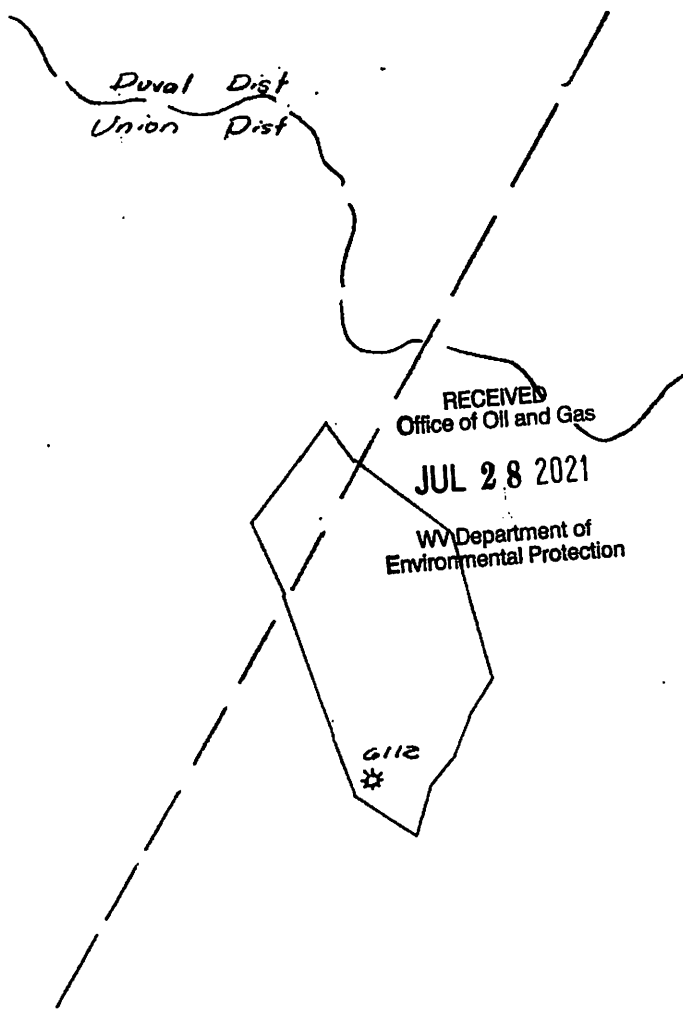 Duval Dist
Union Dist
RECEIVED
Office of Oil and Gas
JUL 28 2021
WV Department of
Environmental Protection
6112